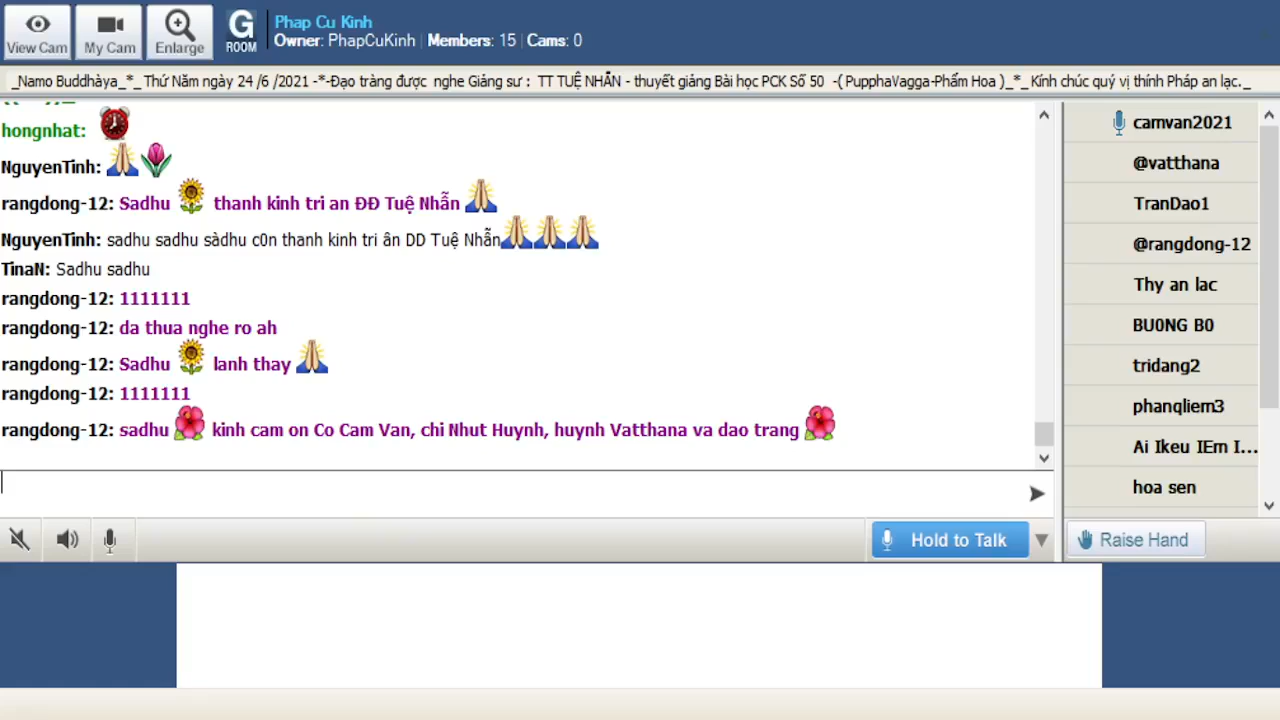 View Cam
My Cam
Enlarge
G
ROOM
Phap Cu Kinh
Owner: PhapCuKinh | Members: 15 | Cams: 0
_Namo Buddhàya_*_ Thứ Năm ngày 24 /6 /2021 -*-Đạo tràng được nghe Giảng sư : TT TUỆ NHẪN - thuyết giảng Bài học PCK Số 50 -( PupphaVagga-Phẩm Hoa )_*_ Kính chúc quý vị thính Pháp an lạc._
hongnhat:
NguyenTinh:
rangdong-12: Sadhu thanh kinh tri an ĐĐ Tuệ Nhẫn
NguyenTinh: sadhu sadhu sàdhu c0n thanh kinh tri ân DD Tuệ Nhẫn
TinaN: Sadhu sadhu
rangdong-12: 1111111
rangdong-12: da thua nghe ro ah
rangdong-12: Sadhu lanh thay
rangdong-12: 1111111
rangdong-12: sadhu kinh cam on Co Cam Van, chi Nhut Huynh, huynh Vatthana va dao trang
camvan2021
@vatthana
TranDao1
@rangdong-12
Thy an lac
BU0NG B0
tridang2
phanqliem3
Ai Ikeu IEm I...
hoa sen
Hold to Talk
Raise Hand